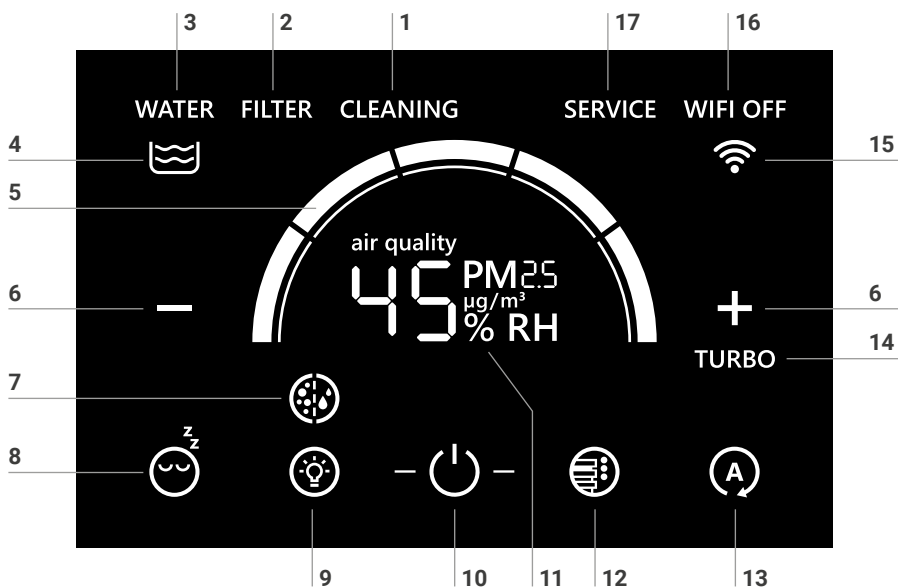 3 2 1 17 16
WATER FILTER CLEANING SERVICE WIFI OFF
4 15
5
air quality
45 PM2.5
µg/m³
% RH
6 6
TURBO 14
7
z
z
8
A
9 10 11 12 13